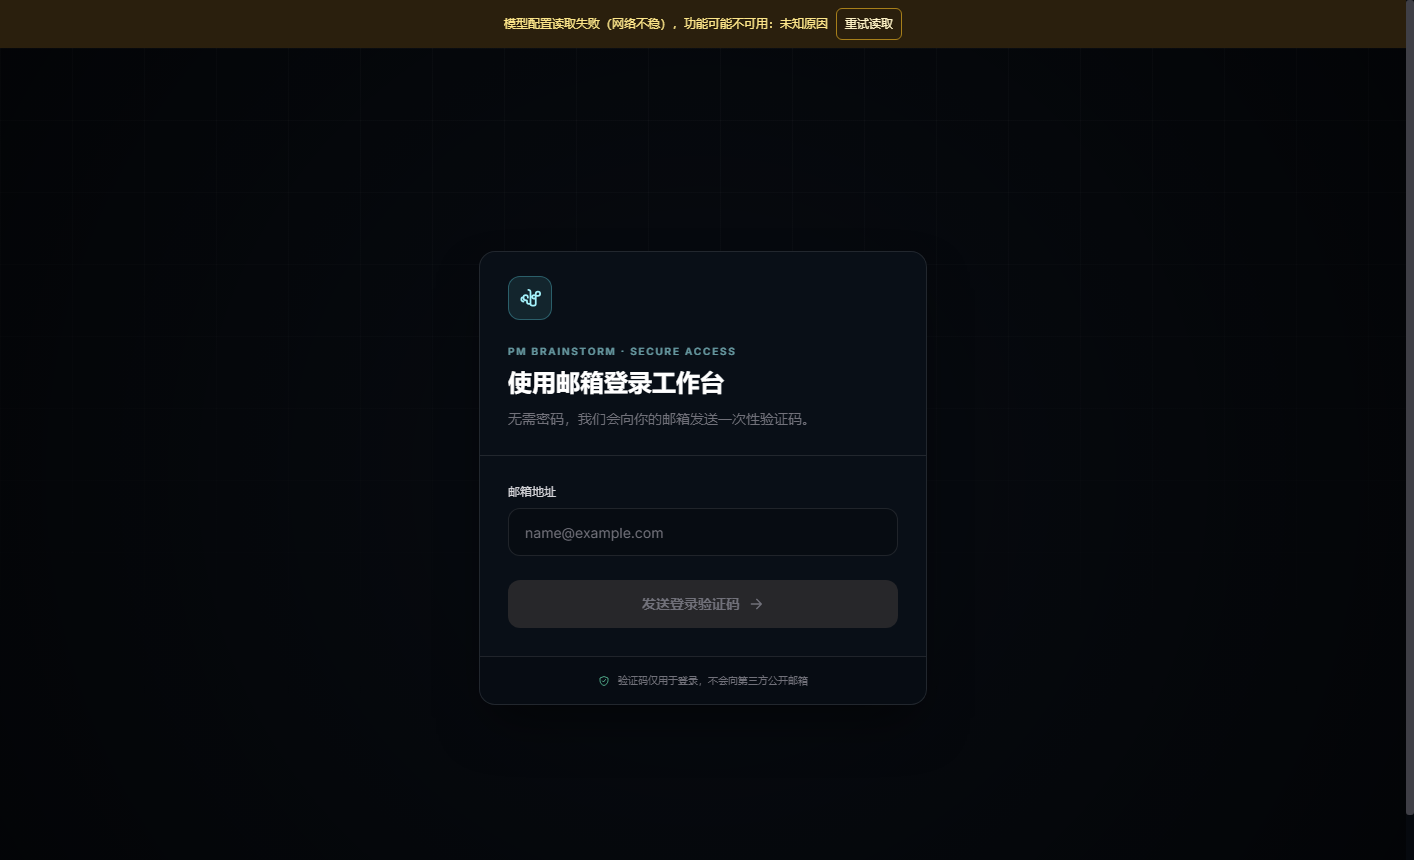 模型配置读取失败（网络不稳），功能可能不可用：未知原因 重试读取
PM BRAINSTORM · SECURE ACCESS
使用邮箱登录工作台
无需密码，我们会向你的邮箱发送一次性验证码。
邮箱地址
name@example.com
发送登录验证码 →
验证码仅用于登录，不会向第三方公开邮箱